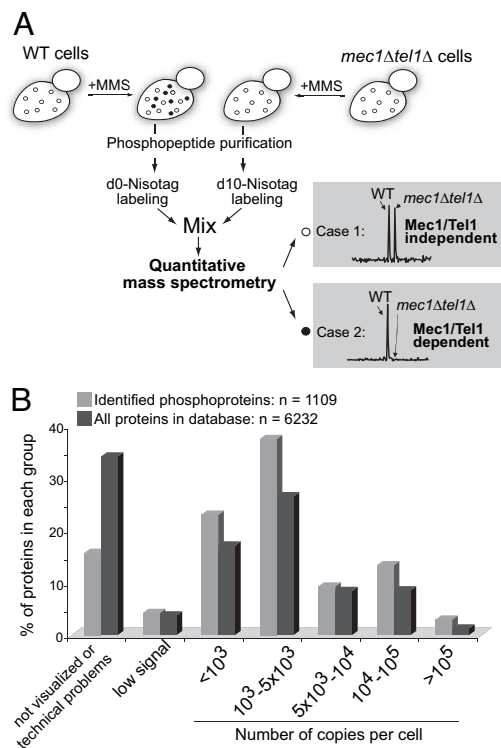 A
WT cells
mec1Δtel1Δ cells
+MMS
+MMS
Phosphopeptide purification
d0-Nisotag
labeling
d10-Nisotag
labeling
Mix
Quantitative
mass spectrometry
WT
mec1Δtel1Δ
Case 1:
Mec1/Tel1
independent
WT
mec1Δtel1Δ
Case 2:
Mec1/Tel1
dependent
B
Identified phosphoproteins: n = 1109
All proteins in database: n = 6232
% of proteins in each group
40
30
20
10
0
not visualized or
technical problems
low signal
<10³
10³-5x10³
5x10³-10⁴
10⁴-10⁵
>10⁵
Number of copies per cell